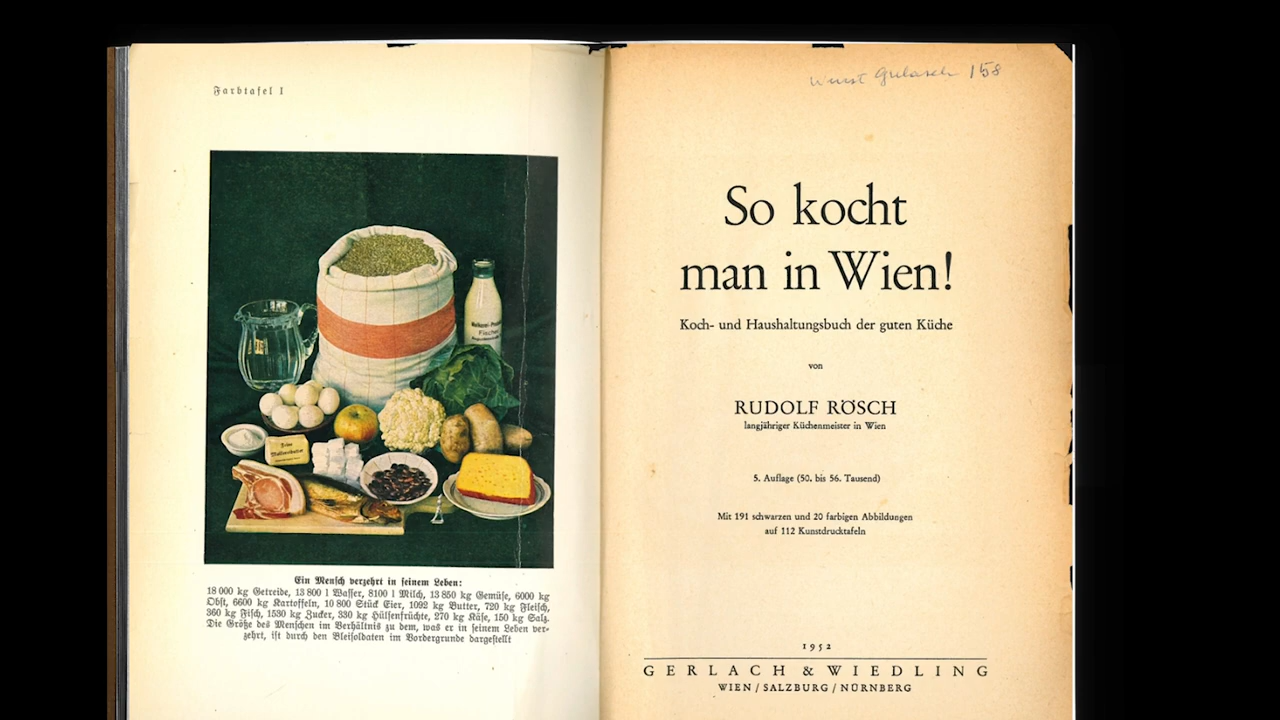 Farbtafel I
Molkerei-Produkte
Fischer
Feine
Molkereibutter
Ein Mensch verzehrt in seinem Leben:
18 000 kg Getreide, 13 800 l Wasser, 8100 l Milch, 13 850 kg Gemüse, 6000 kg
Obst, 6600 kg Kartoffeln, 10 800 Stück Eier, 1092 kg Butter, 720 kg Fleisch,
360 kg Fisch, 1530 kg Zucker, 330 kg Hülsenfrüchte, 270 kg Käse, 150 kg Salz.
Die Größe des Menschen im Verhältnis zu dem, was er in seinem Leben ver-
zehrt, ist durch den Bleisoldaten im Vordergrunde dargestellt
Wurst Gulasch 158
So kocht
man in Wien!
Koch- und Haushaltungsbuch der guten Küche
von
RUDOLF RÖSCH
langjähriger Küchenmeister in Wien
5. Auflage (50. bis 56. Tausend)
Mit 191 schwarzen und 20 farbigen Abbildungen
auf 112 Kunstdrucktafeln
1952
GERLACH & WIEDLING
WIEN / SALZBURG / NÜRNBERG